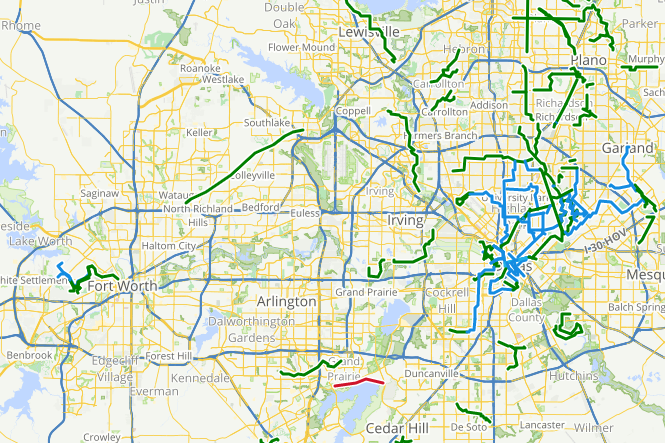 Justin
Rhome
Double
Oak
Lewisville
Flower Mound
Hebron
Parker
Plano
Murphy
Roanoke
Westlake
Carrollton
Coppell
Carrollton
Addison
Richardson
Richardson
Sachse
Southlake
Keller
Farmers Branch
Garland
Colleyville
Irving
University Park
Saginaw
Watauga
North Richland
Hills
Bedford
Euless
Irving
Lake Worth
Haltom City
I-30-HOV
White Settlement
Fort Worth
Dallas
Mesquite
Arlington
Grand Prairie
Cockrell
Hill
Dallas
County
Balch Springs
Dalworthington
Gardens
Benbrook
Edgecliff
Village
Forest Hill
Kennedale
Everman
Grand
Prairie
Duncanville
Hutchins
Crowley
Cedar Hill
De Soto
Lancaster
Wilmer